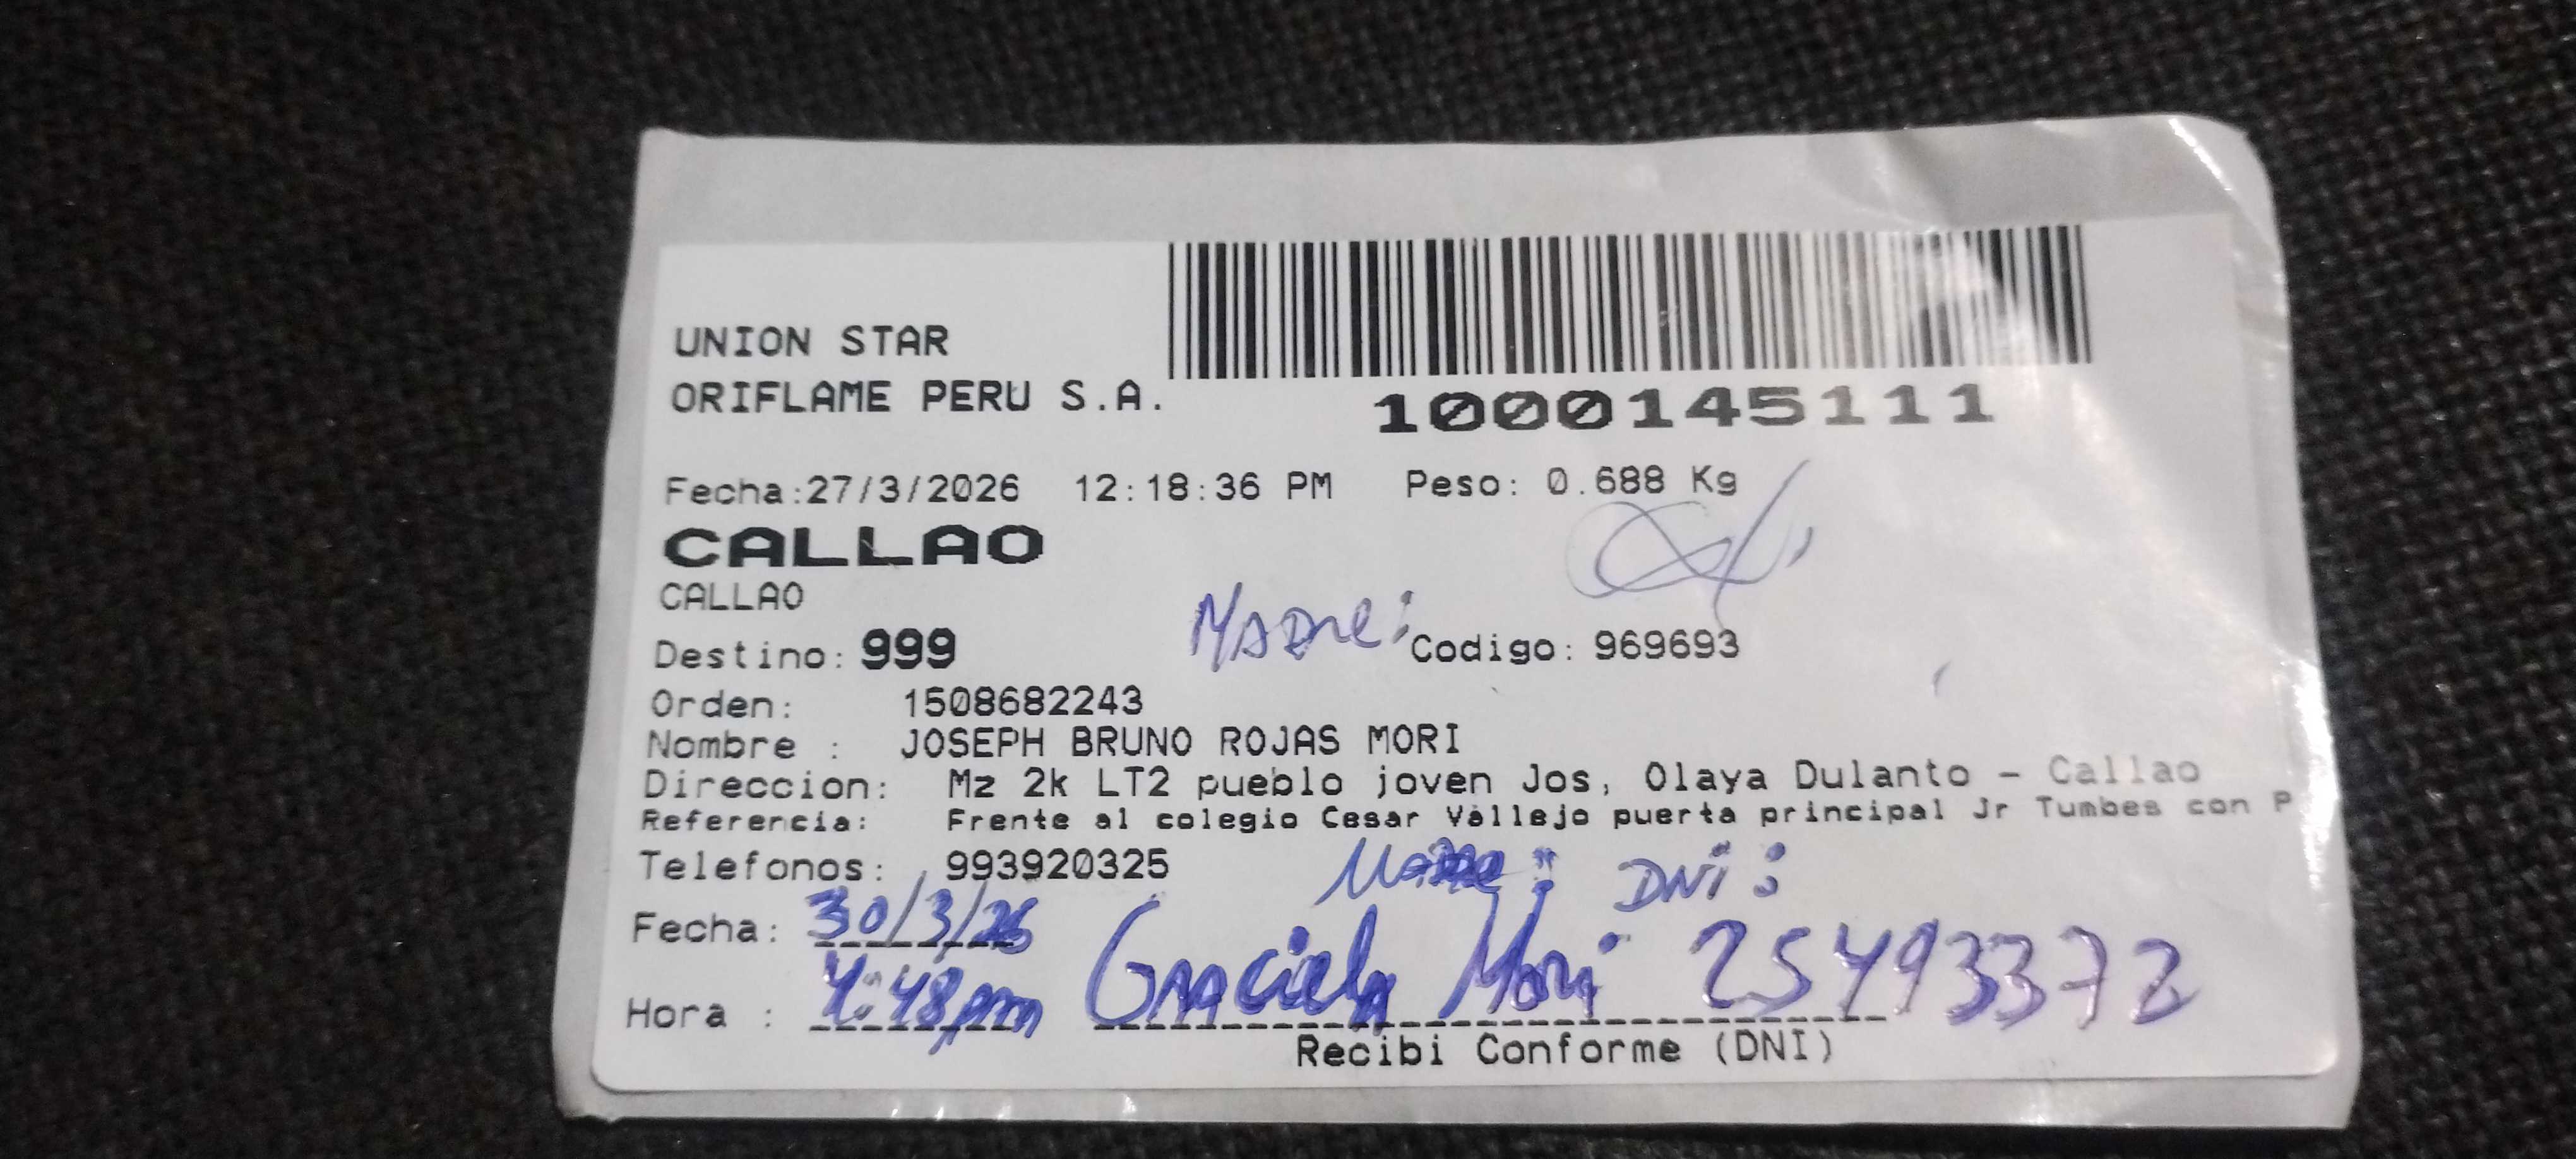 UNION STAR
ORIFLAME PERU S.A.
1000145111
Fecha:27/3/2026 12:18:36 PM Peso: 0.688 Kg
CALLAO
CALLAO
Madre:
Destino: 999 Codigo: 969693
Orden: 1508682243
Nombre : JOSEPH BRUNO ROJAS MORI
Direccion: Mz 2k LT2 pueblo joven Jos, Olaya Dulanto - Callao
Referencia: Frente al colegio Cesar Vallejo puerta principal Jr Tumbes con P
Telefonos: 993920325
DNi:
Fecha: 30/3/26
Hora : 4:48pm Graciela Mori 25493372
Recibi Conforme (DNI)